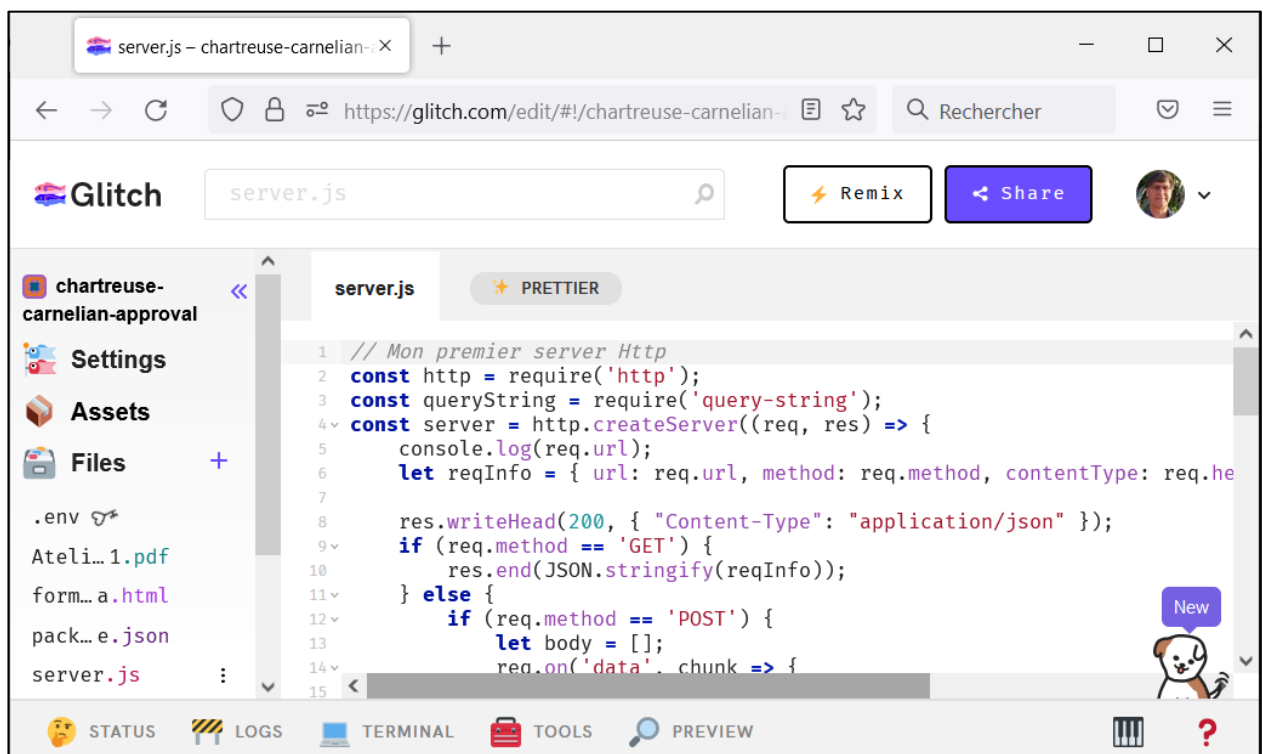 server.js – chartreuse-carnelian-a
https://glitch.com/edit/#!/chartreuse-carnelian-a
Rechercher
Glitch
server.js
Remix
Share
chartreuse-
carnelian-approval
Settings
Assets
Files +
.env
Ateli…1.pdf
form…a.html
pack…e.json
server.js
server.js
PRETTIER
1 // Mon premier server Http
2 const http = require('http');
3 const queryString = require('query-string');
4 const server = http.createServer((req, res) => {
5 console.log(req.url);
6 let reqInfo = { url: req.url, method: req.method, contentType: req.he
7
8 res.writeHead(200, { "Content-Type": "application/json" });
9 if (req.method == 'GET') {
10 res.end(JSON.stringify(reqInfo));
11 } else {
12 if (req.method == 'POST') {
13 let body = [];
14 req.on('data', chunk => {
15
New
STATUS
LOGS
TERMINAL
TOOLS
PREVIEW
?